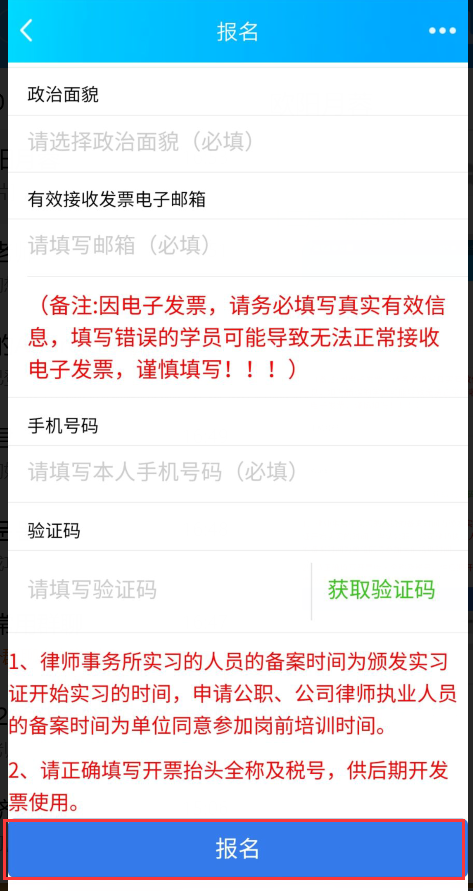 报名
政治面貌
请选择政治面貌（必填）
有效接收发票电子邮箱
请填写邮箱（必填）
（备注:因电子发票，请务必填写真实有效信
息，填写错误的学员可能导致无法正常接收
电子发票，谨慎填写！！！）
手机号码
请填写本人手机号码（必填）
验证码
请填写验证码
获取验证码
1、律师事务所实习的人员的备案时间为颁发实习
证开始实习的时间，申请公职、公司律师执业人员
的备案时间为单位同意参加岗前培训时间。
2、请正确填写开票抬头全称及税号，供后期开发
票使用。
报名